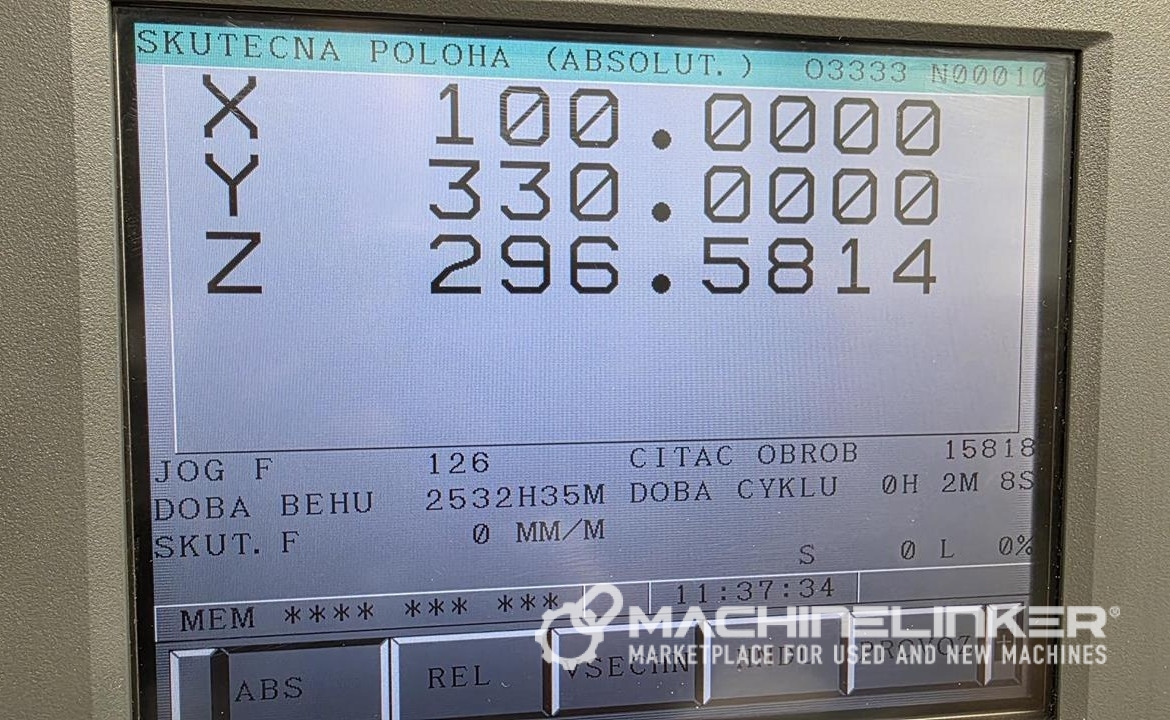 SKUTECNA POLOHA (ABSOLUT.) O3333 N00010
X 100.0000
Y 330.0000
Z 296.5814
JOG F 126 CITAC OBROB 15818
DOBA BEHU 2532H35M DOBA CYKLU 0H 2M 8S
SKUT. F 0 MM/M
S 0 L 0%
MEM **** *** *** 11:37:34
ABS REL VSECHN PROVOZ
MACHINELINKER®
MARKETPLACE FOR USED AND NEW MACHINES